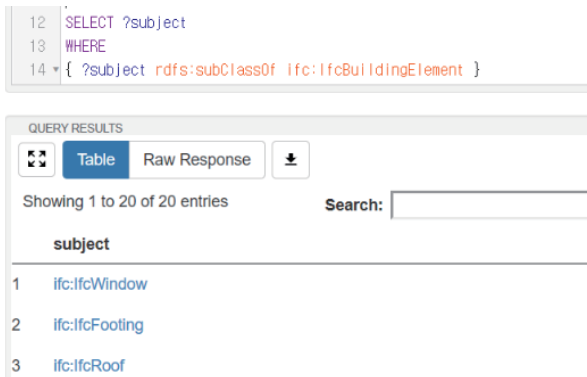 12 SELECT ?subject
13 WHERE
14 { ?subject rdfs:subClassOf ifc:IfcBuildingElement }
QUERY RESULTS
Table Raw Response
Showing 1 to 20 of 20 entries Search:
subject
1 ifc:IfcWindow
2 ifc:IfcFooting
3 ifc:IfcRoof